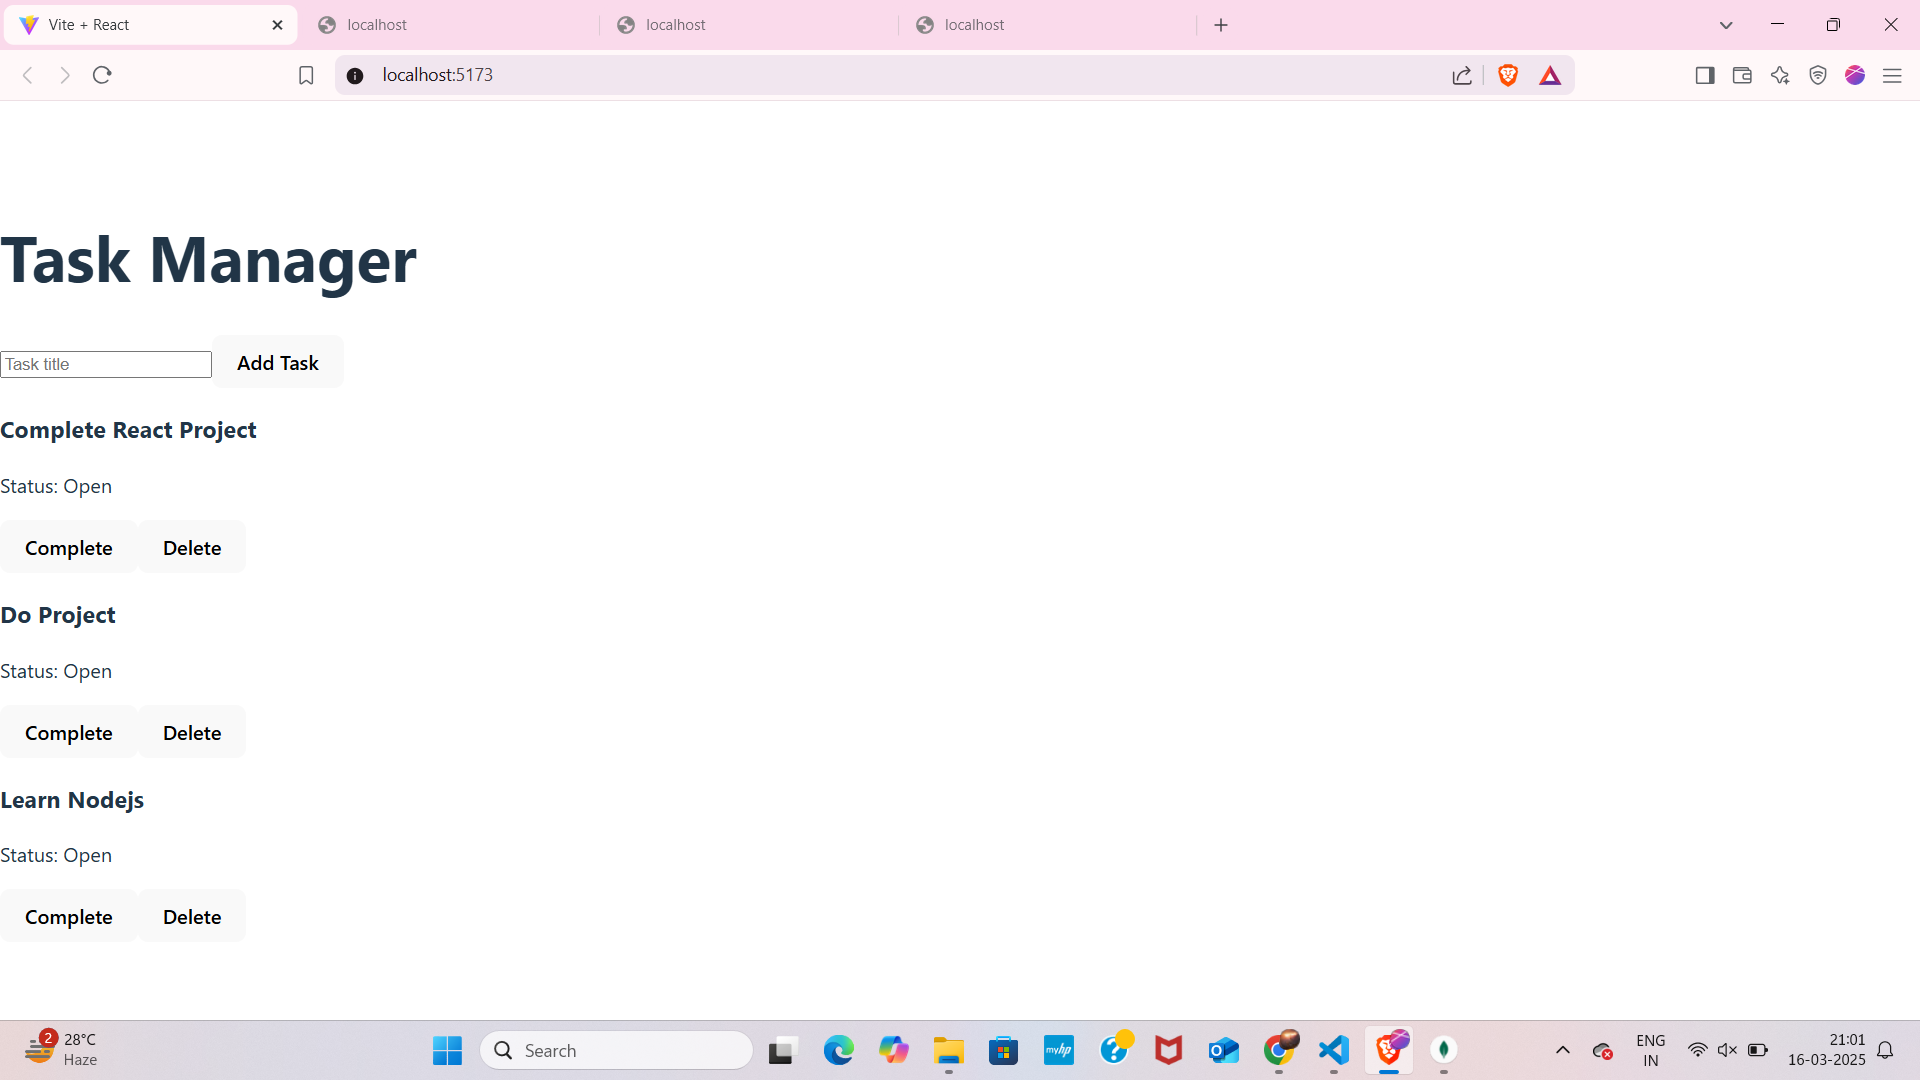 Vite + React
localhost
localhost
localhost
localhost:5173
Task Manager
Task title
Add Task
Complete React Project
Status: Open
Complete
Delete
Do Project
Status: Open
Complete
Delete
Learn Nodejs
Status: Open
Complete
Delete
2
28°C
Haze
Search
myhp
ENG
IN
21:01
16-03-2025